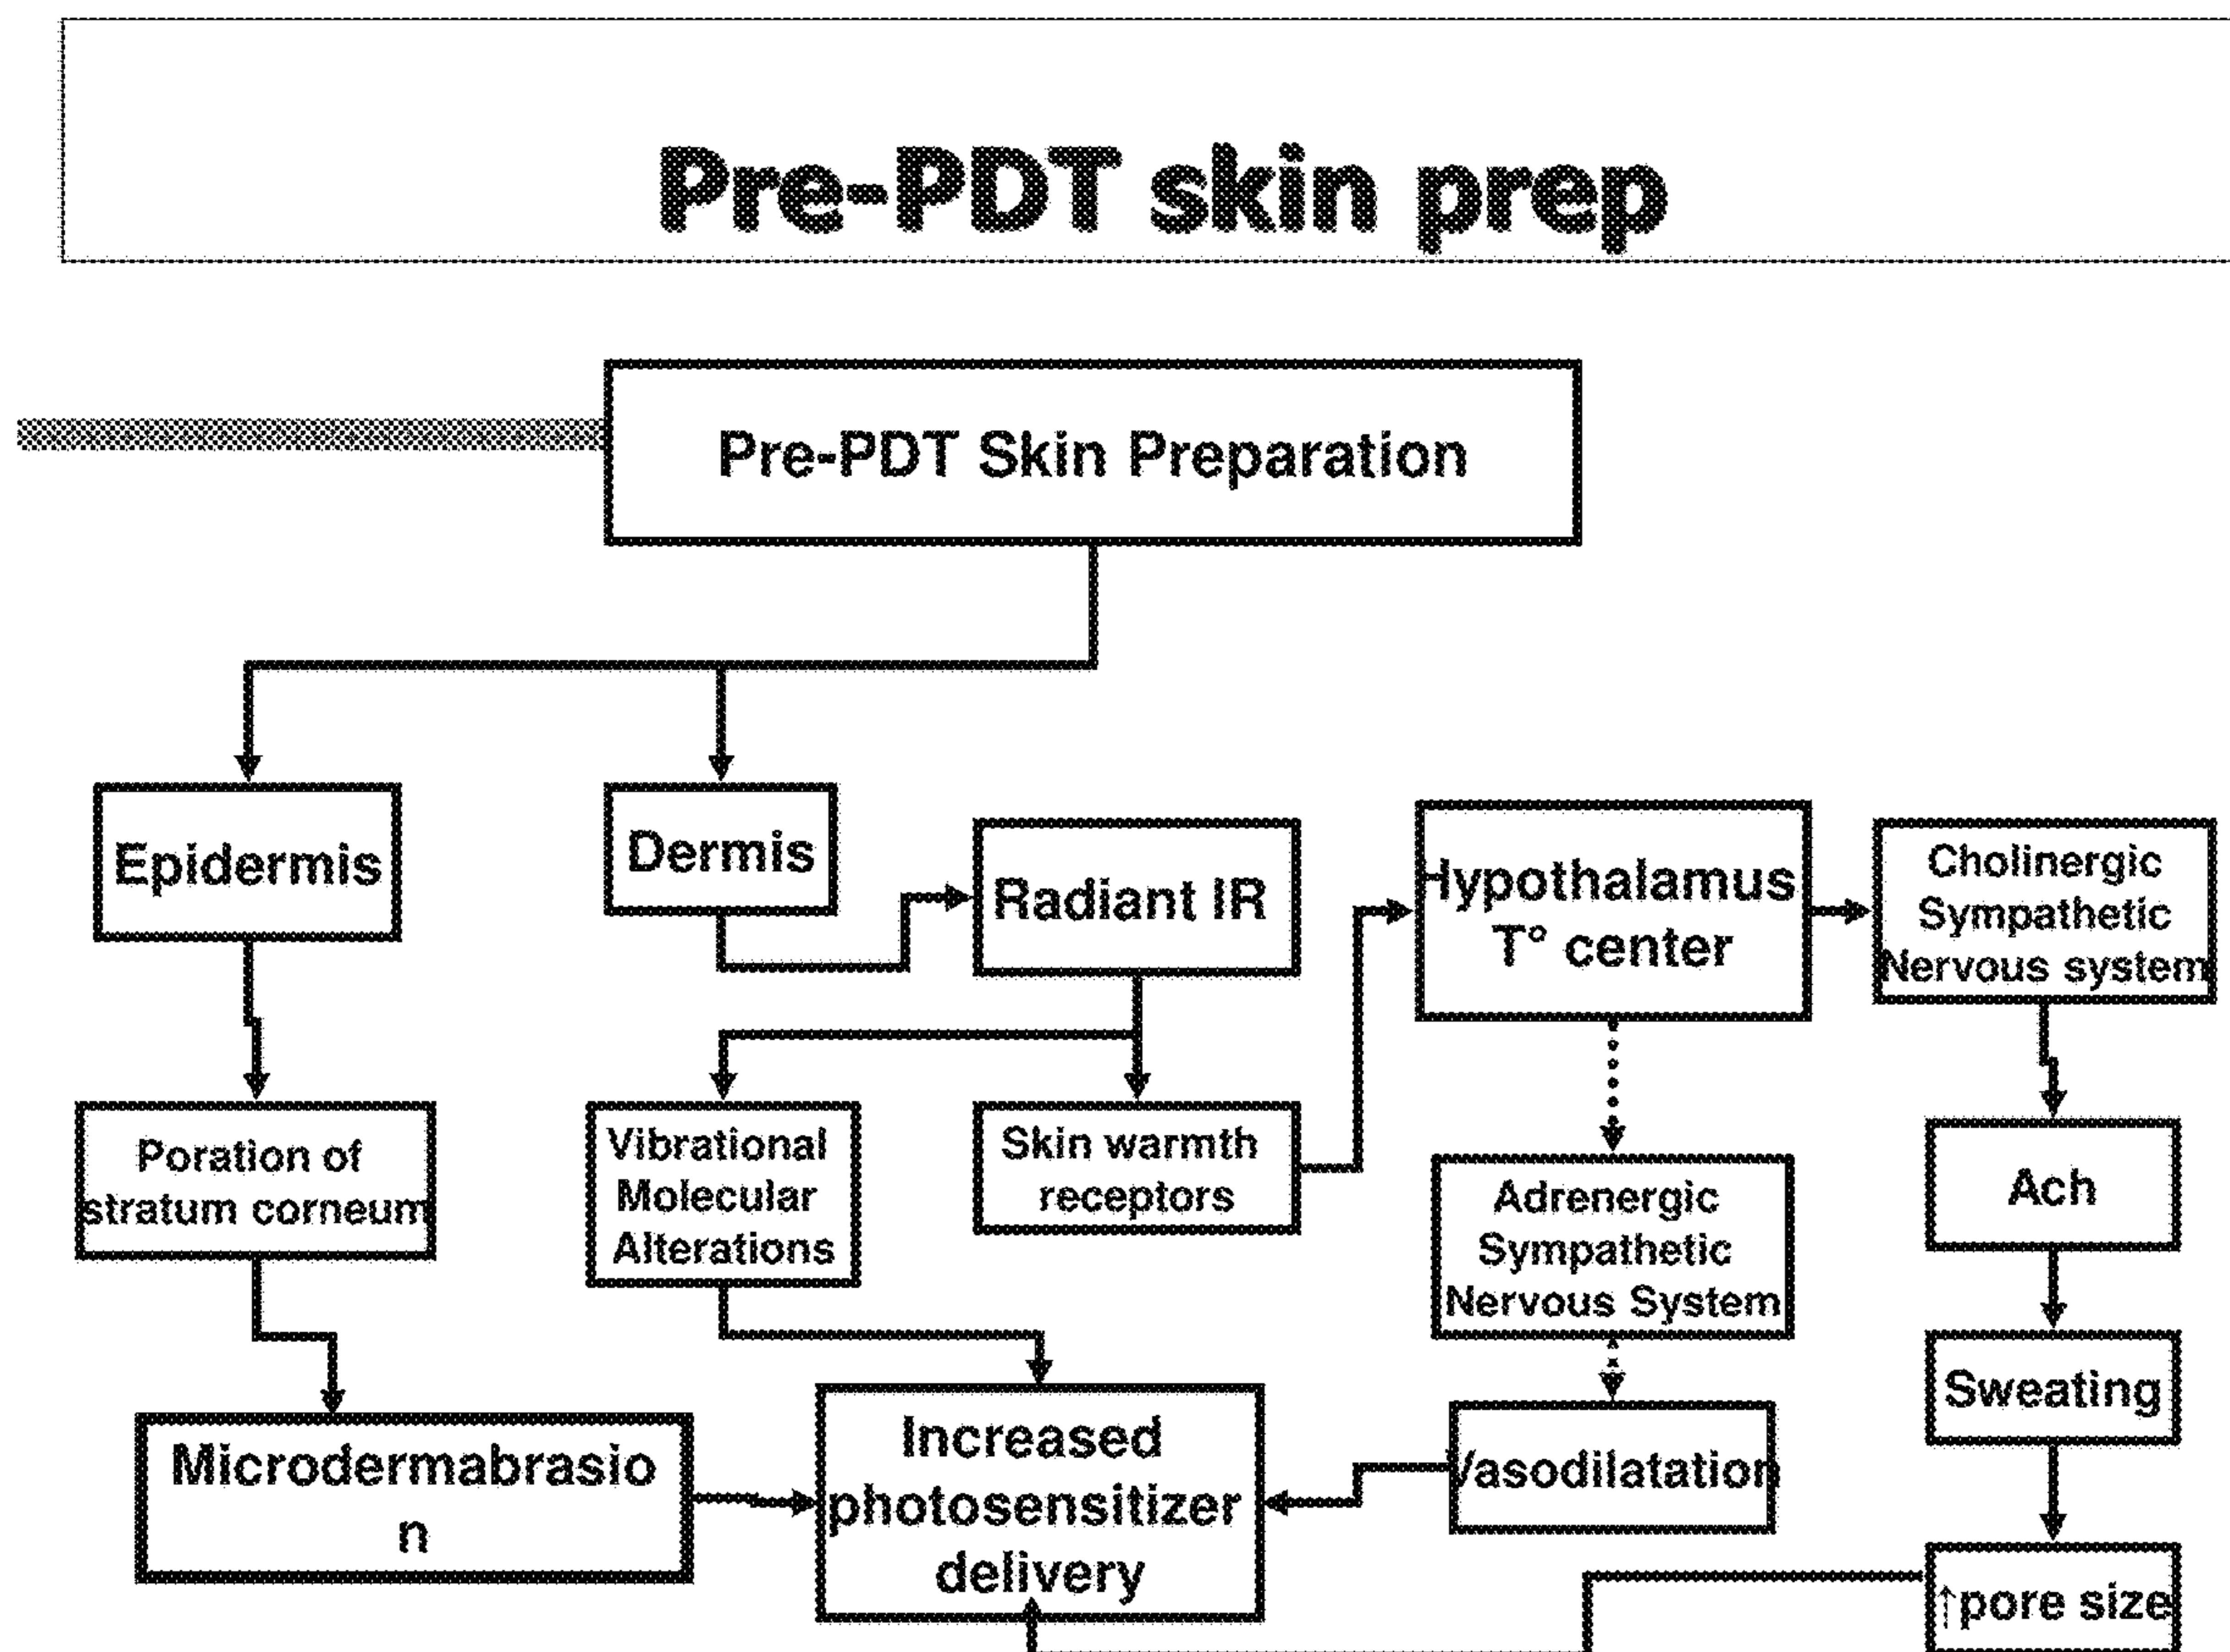 Pre-PDT skin prep
Pre-PDT Skin Preparation
Epidermis
Dermis
Radiant IR
Hypothalamus
T° center
Cholinergic
Sympathetic
Nervous system
Poration of
stratum corneum
Vibrational
Molecular
Alterations
Skin warmth
receptors
Adrenergic
Sympathetic
Nervous System
Ach
Sweating
Microdermabrasio
n
Increased
photosensitizer
delivery
Vasodilatation
↑pore size